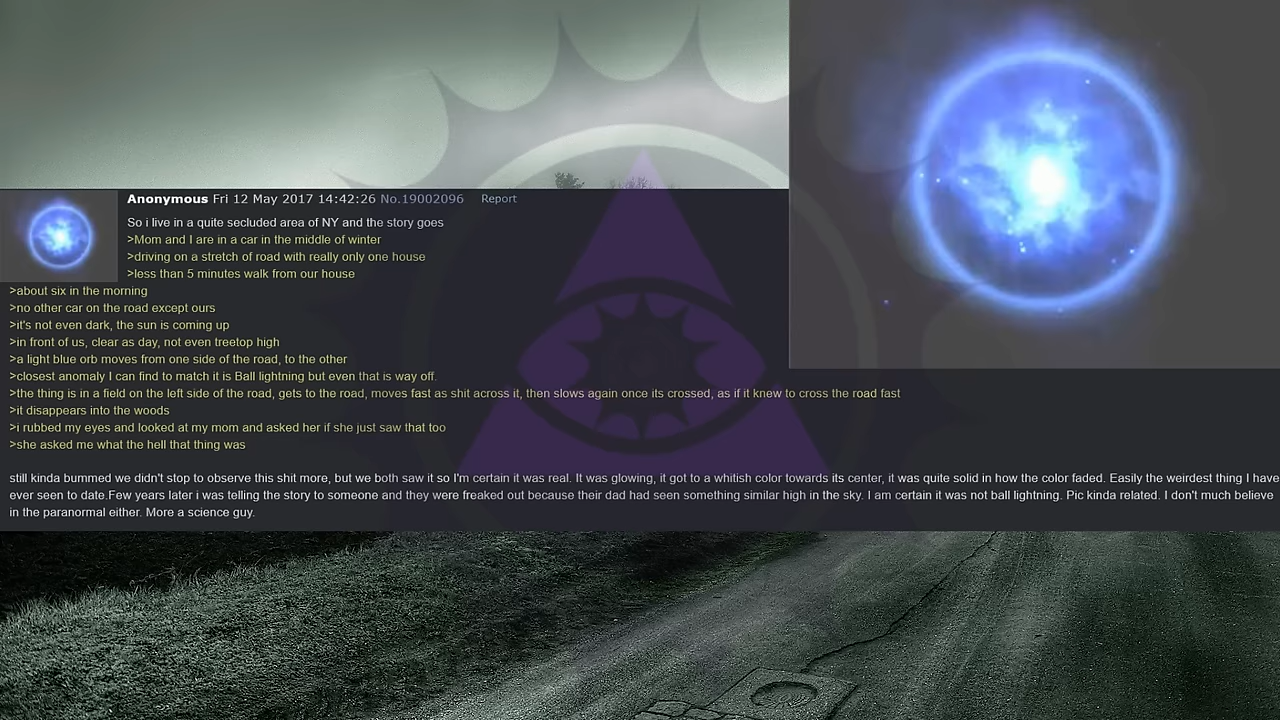 Anonymous Fri 12 May 2017 14:42:26 No.19002096 Report
So i live in a quite secluded area of NY and the story goes
>Mom and I are in a car in the middle of winter
>driving on a stretch of road with really only one house
>less than 5 minutes walk from our house
>about six in the morning
>no other car on the road except ours
>it's not even dark, the sun is coming up
>in front of us, clear as day, not even treetop high
>a light blue orb moves from one side of the road, to the other
>closest anomaly I can find to match it is Ball lightning but even that is way off.
>the thing is in a field on the left side of the road, gets to the road, moves fast as shit across it, then slows again once its crossed, as if it knew to cross the road fast
>it disappears into the woods
>i rubbed my eyes and looked at my mom and asked her if she just saw that too
>she asked me what the hell that thing was
still kinda bummed we didn't stop to observe this shit more, but we both saw it so I'm certain it was real. It was glowing, it got to a whitish color towards its center, it was quite solid in how the color faded. Easily the weirdest thing I have
ever seen to date.Few years later i was telling the story to someone and they were freaked out because their dad had seen something similar high in the sky. I am certain it was not ball lightning. Pic kinda related. I don't much believe
in the paranormal either. More a science guy.